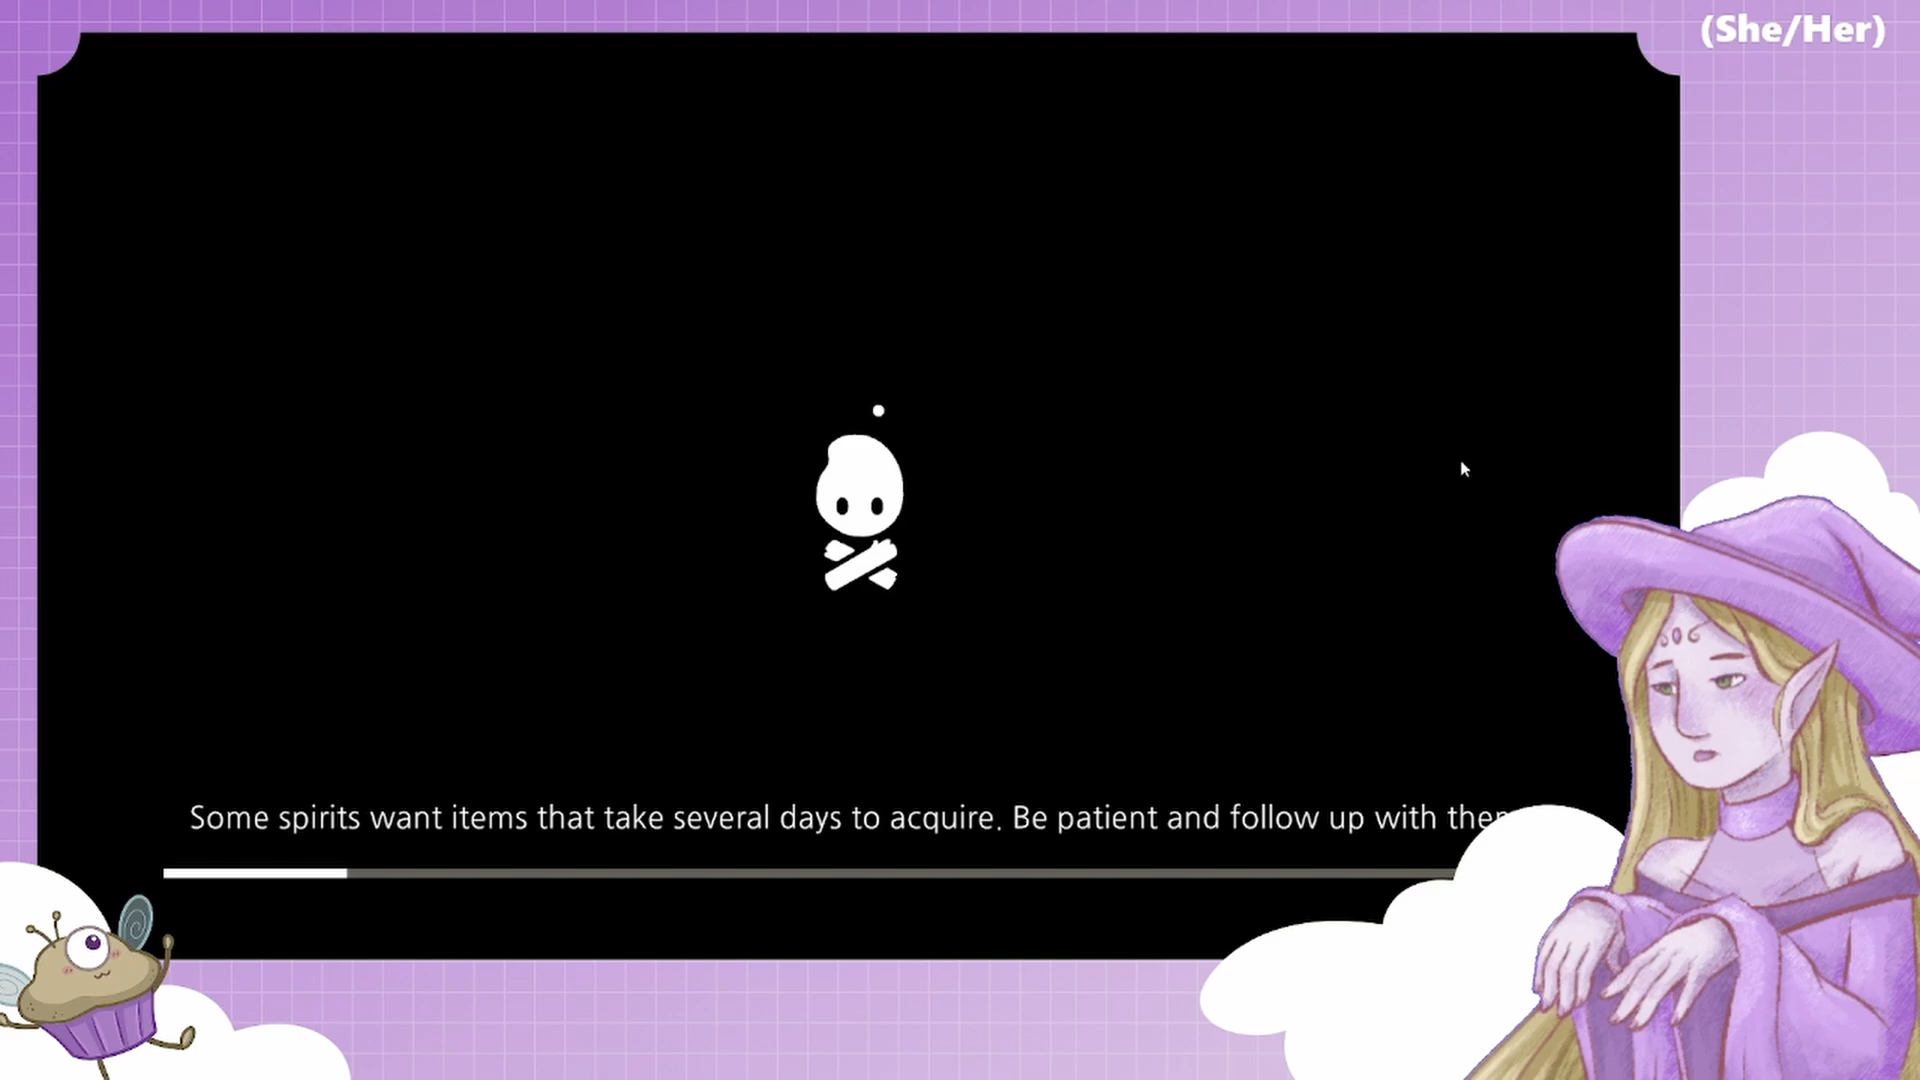 (She/Her)
Some spirits want items that take several days to acquire. Be patient and follow up with